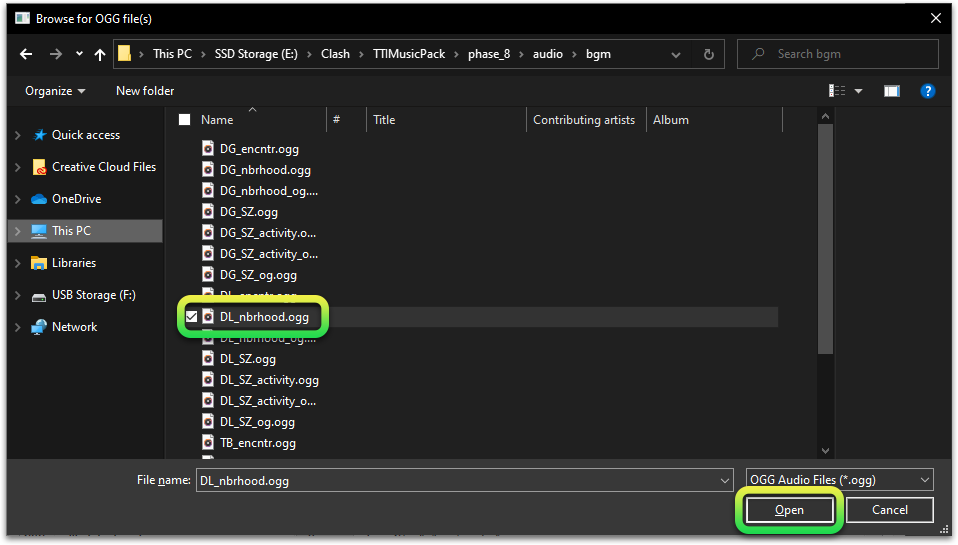 Browse for OGG file(s)
This PC > SSD Storage (E:) > Clash > TTIMusicPack > phase_8 > audio > bgm
Search bgm
Organize
New folder
?
Name # Title Contributing artists Album
Quick access
Creative Cloud Files
OneDrive
This PC
Libraries
USB Storage (F:)
Network
DG_encntr.ogg
DG_nbrhood.ogg
DG_nbrhood_og....
DG_SZ.ogg
DG_SZ_activity.o...
DG_SZ_activity_o...
DG_SZ_og.ogg
DL_encntr.ogg
DL_nbrhood.ogg
DL_nbrhood_og....
DL_SZ.ogg
DL_SZ_activity.ogg
DL_SZ_activity_o...
DL_SZ_og.ogg
TB_encntr.ogg
File name: DL_nbrhood.ogg
OGG Audio Files (*.ogg)
Open
Cancel